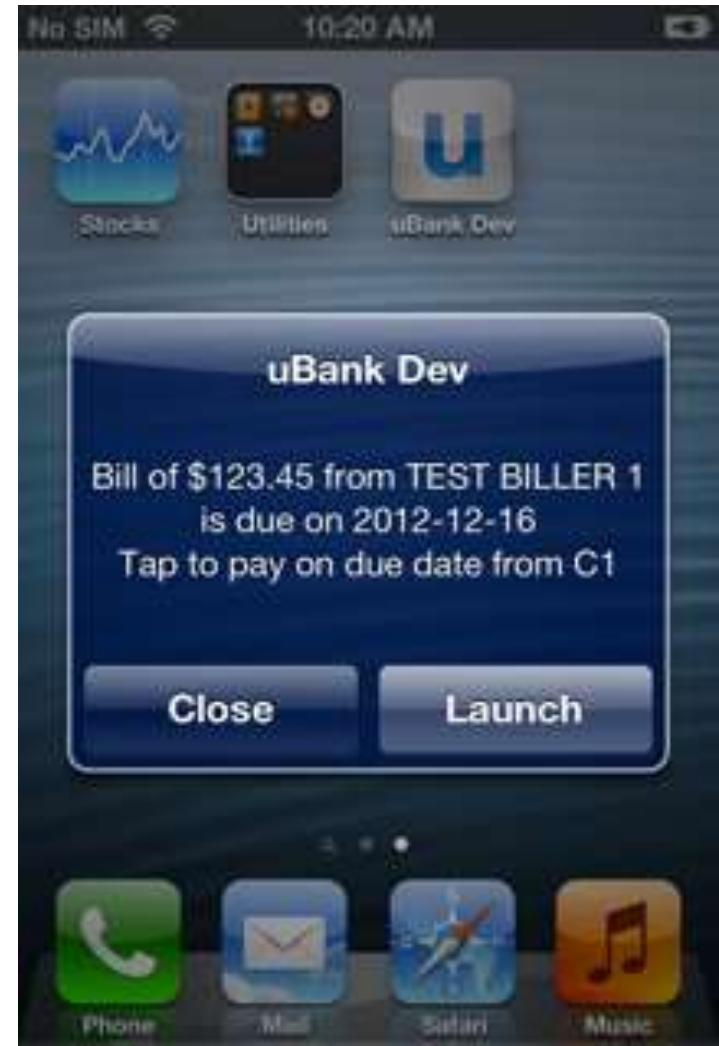 No SIM 10:20 AM
u
Stocks Utilities uBank Dev
uBank Dev
Bill of $123.45 from TEST BILLER 1
is due on 2012-12-16
Tap to pay on due date from C1
Close Launch
Phone Mail Safari Music